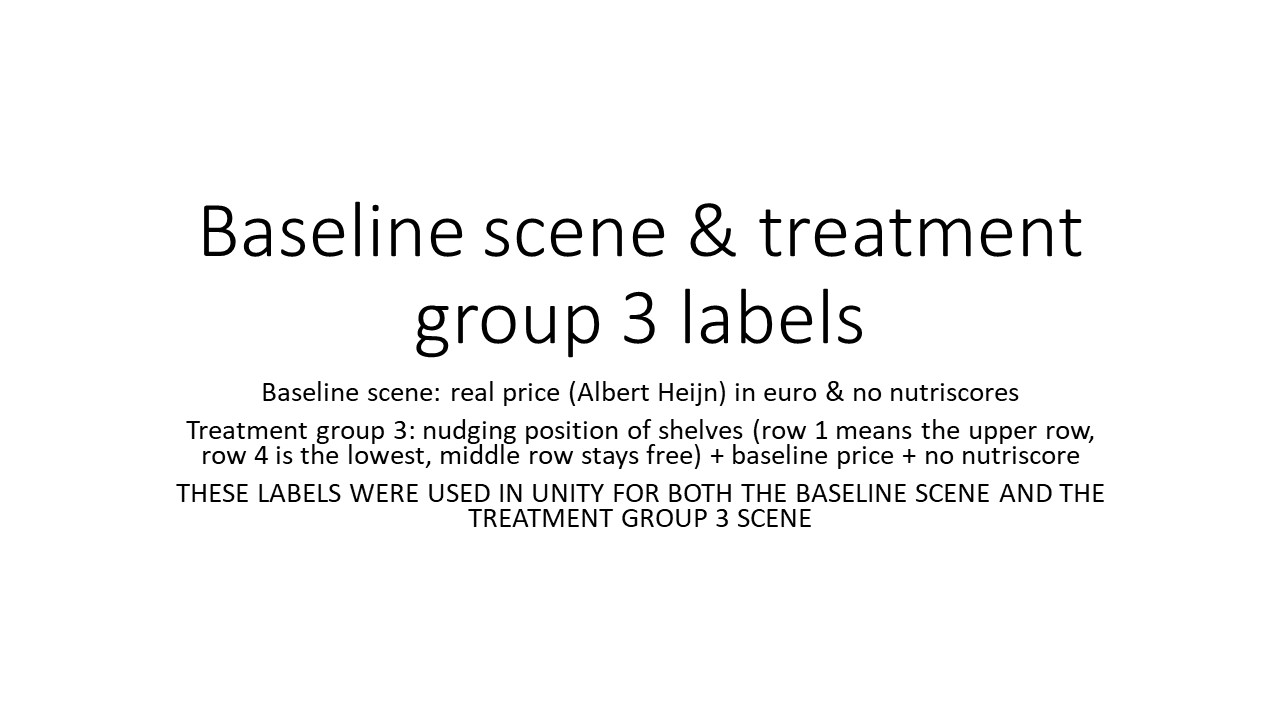 Baseline scene & treatment
group 3 labels
Baseline scene: real price (Albert Heijn) in euro & no nutriscores
Treatment group 3: nudging position of shelves (row 1 means the upper row,
row 4 is the lowest, middle row stays free) + baseline price + no nutriscore
THESE LABELS WERE USED IN UNITY FOR BOTH THE BASELINE SCENE AND THE
TREATMENT GROUP 3 SCENE